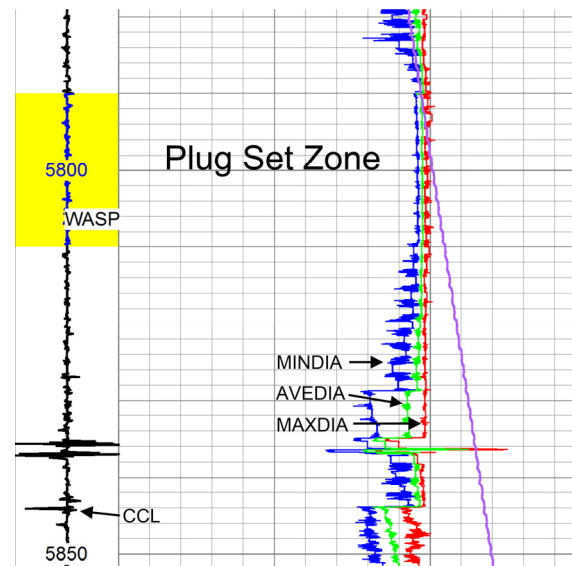 Plug Set Zone
5800
WASP
MINDIA
AVEDIA
MAXDIA
CCL
5850